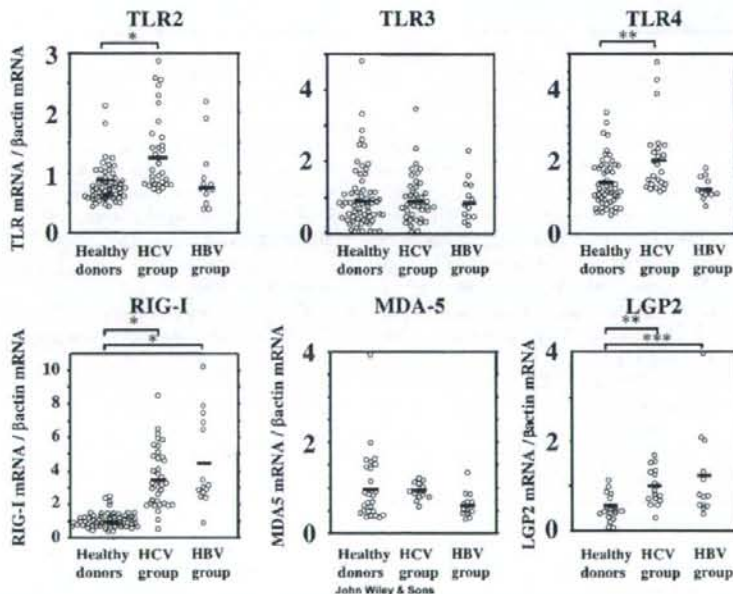 TLR2
TLR3
TLR4
*
**
TLR mRNA / βactin mRNA
3
2
1
0
4
2
0
4
2
0
Healthy donors
HCV group
HBV group
Healthy donors
HCV group
HBV group
Healthy donors
HCV group
HBV group
RIG-I
MDA-5
LGP2
*
*
**
***
RIG-I mRNA / βactin mRNA
10
8
6
4
2
0
MDA5 mRNA / βactin mRNA
4
2
0
LGP2 mRNA / βactin mRNA
4
2
0
Healthy donors
HCV group
HBV group
Healthy donors
HCV group
HBV group
Healthy donors
HCV group
HBV group
John Wiley & Sons